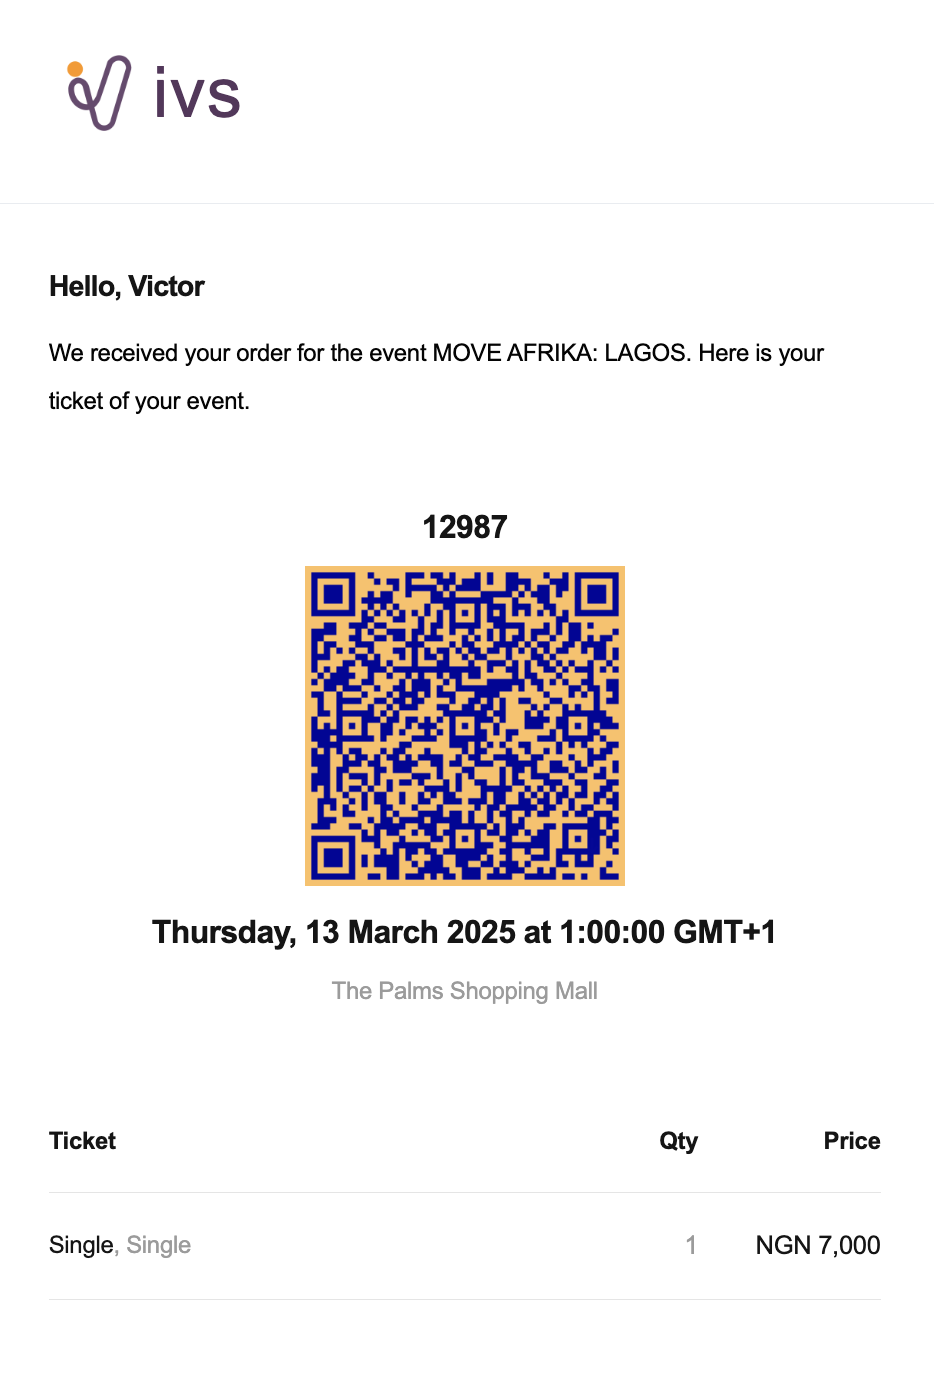 ivs
Hello, Victor
We received your order for the event MOVE AFRIKA: LAGOS. Here is your
ticket of your event.
12987
Thursday, 13 March 2025 at 1:00:00 GMT+1
The Palms Shopping Mall
Ticket Qty Price
Single, Single 1 NGN 7,000